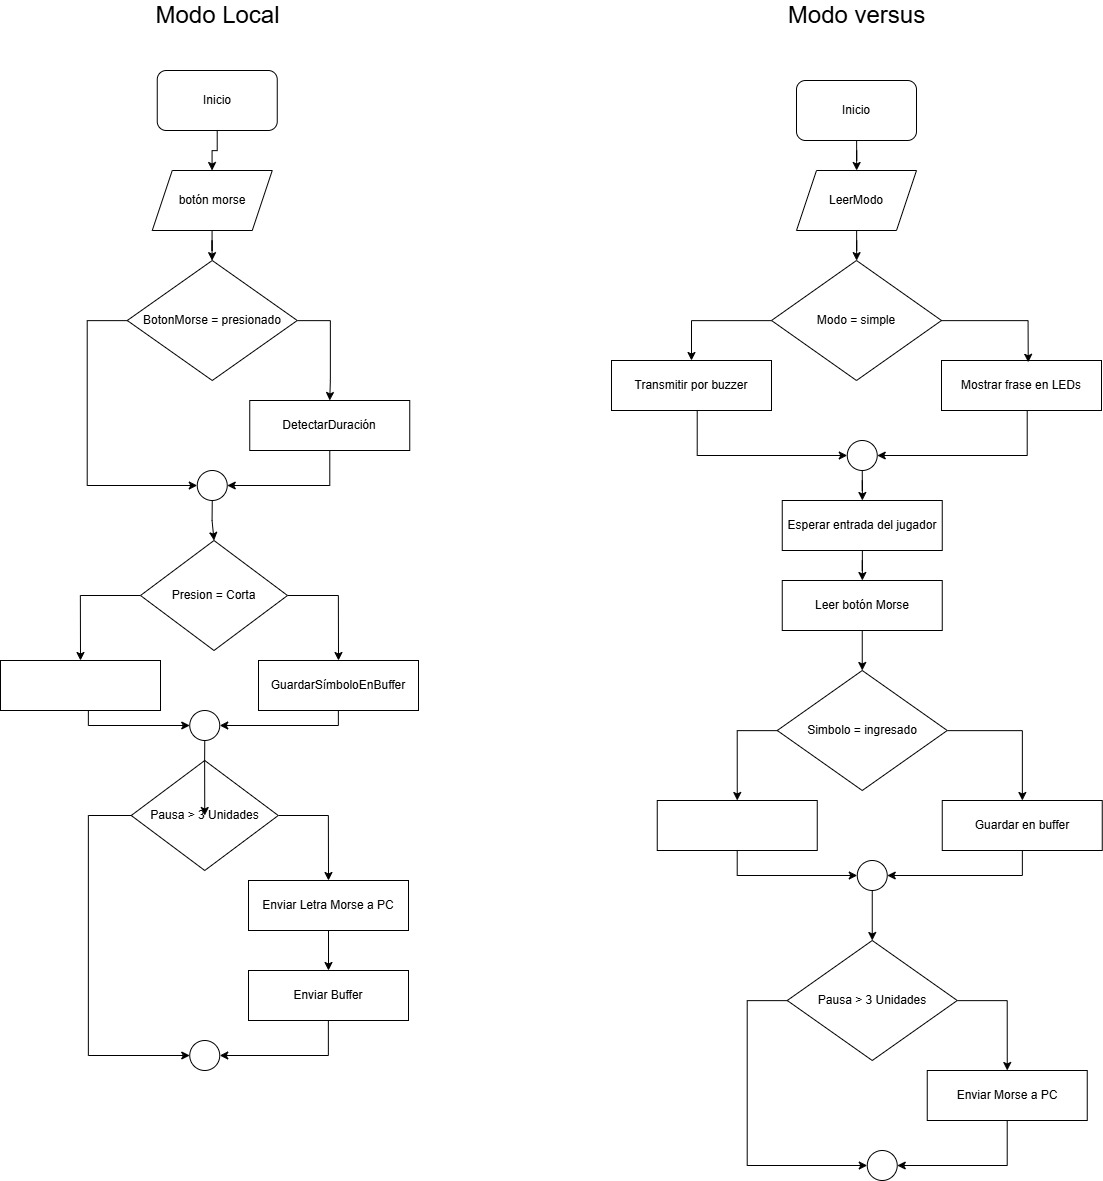 Modo Local
Inicio
botón morse
BotonMorse = presionado
DetectarDuración
Presion = Corta
GuardarSímboloEnBuffer
Pausa > 3 Unidades
Enviar Letra Morse a PC
Enviar Buffer
Modo versus
Inicio
LeerModo
Modo = simple
Transmitir por buzzer
Mostrar frase en LEDs
Esperar entrada del jugador
Leer botón Morse
Simbolo = ingresado
Guardar en buffer
Pausa > 3 Unidades
Enviar Morse a PC